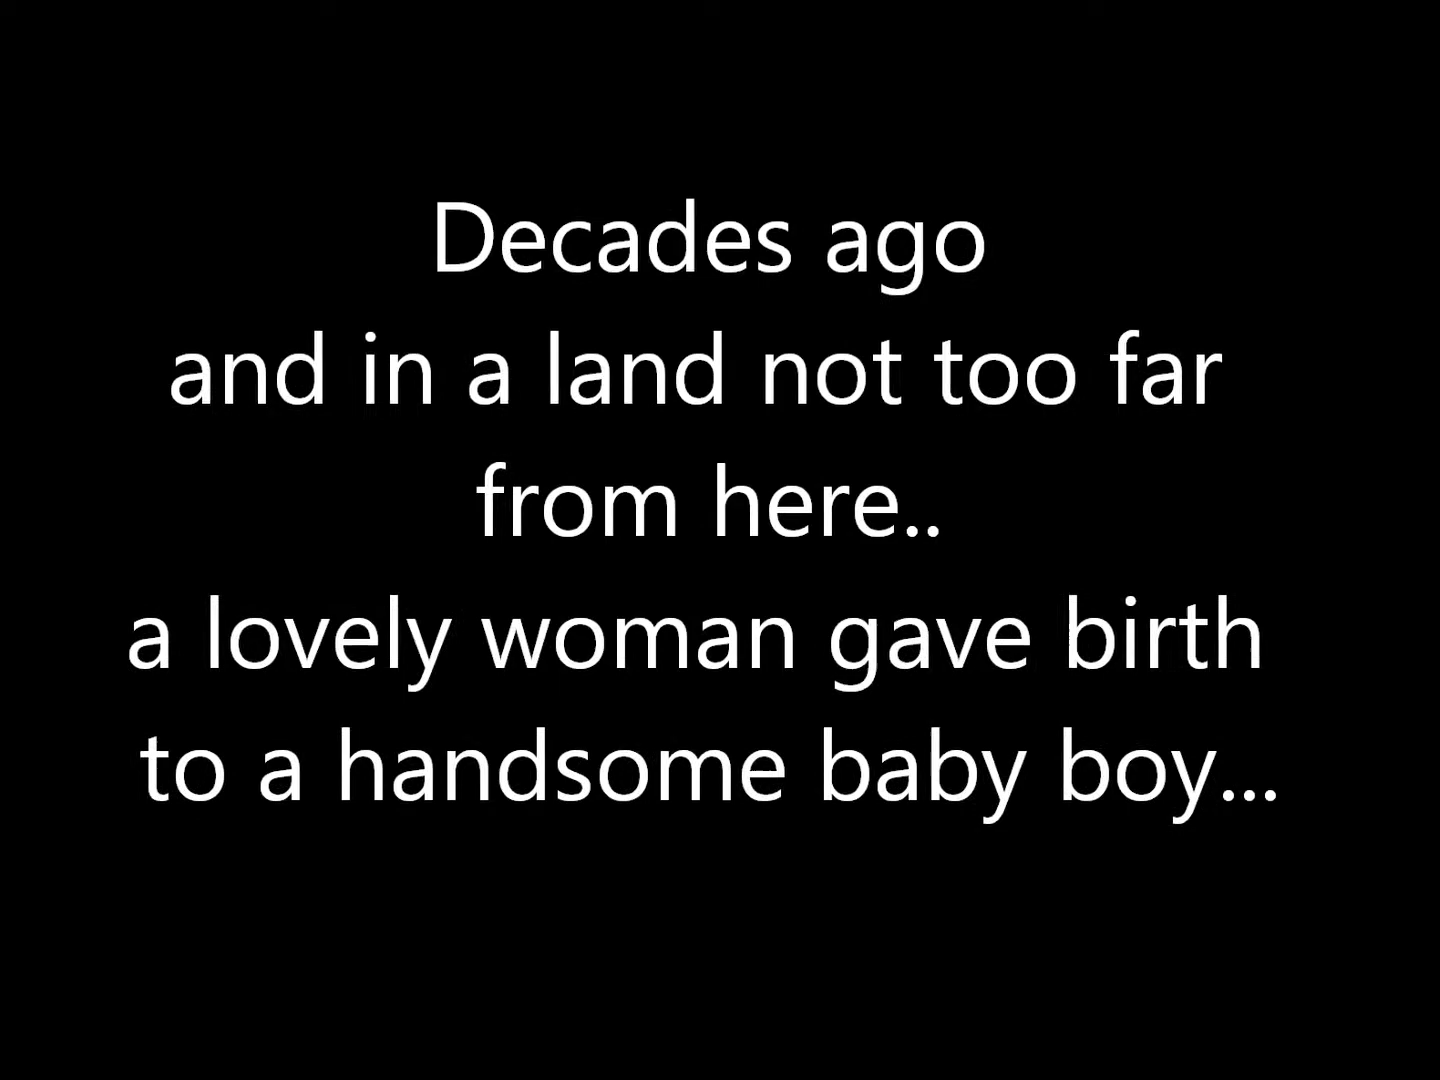 Decades ago
and in a land not too far
from here..
a lovely woman gave birth
to a handsome baby boy...